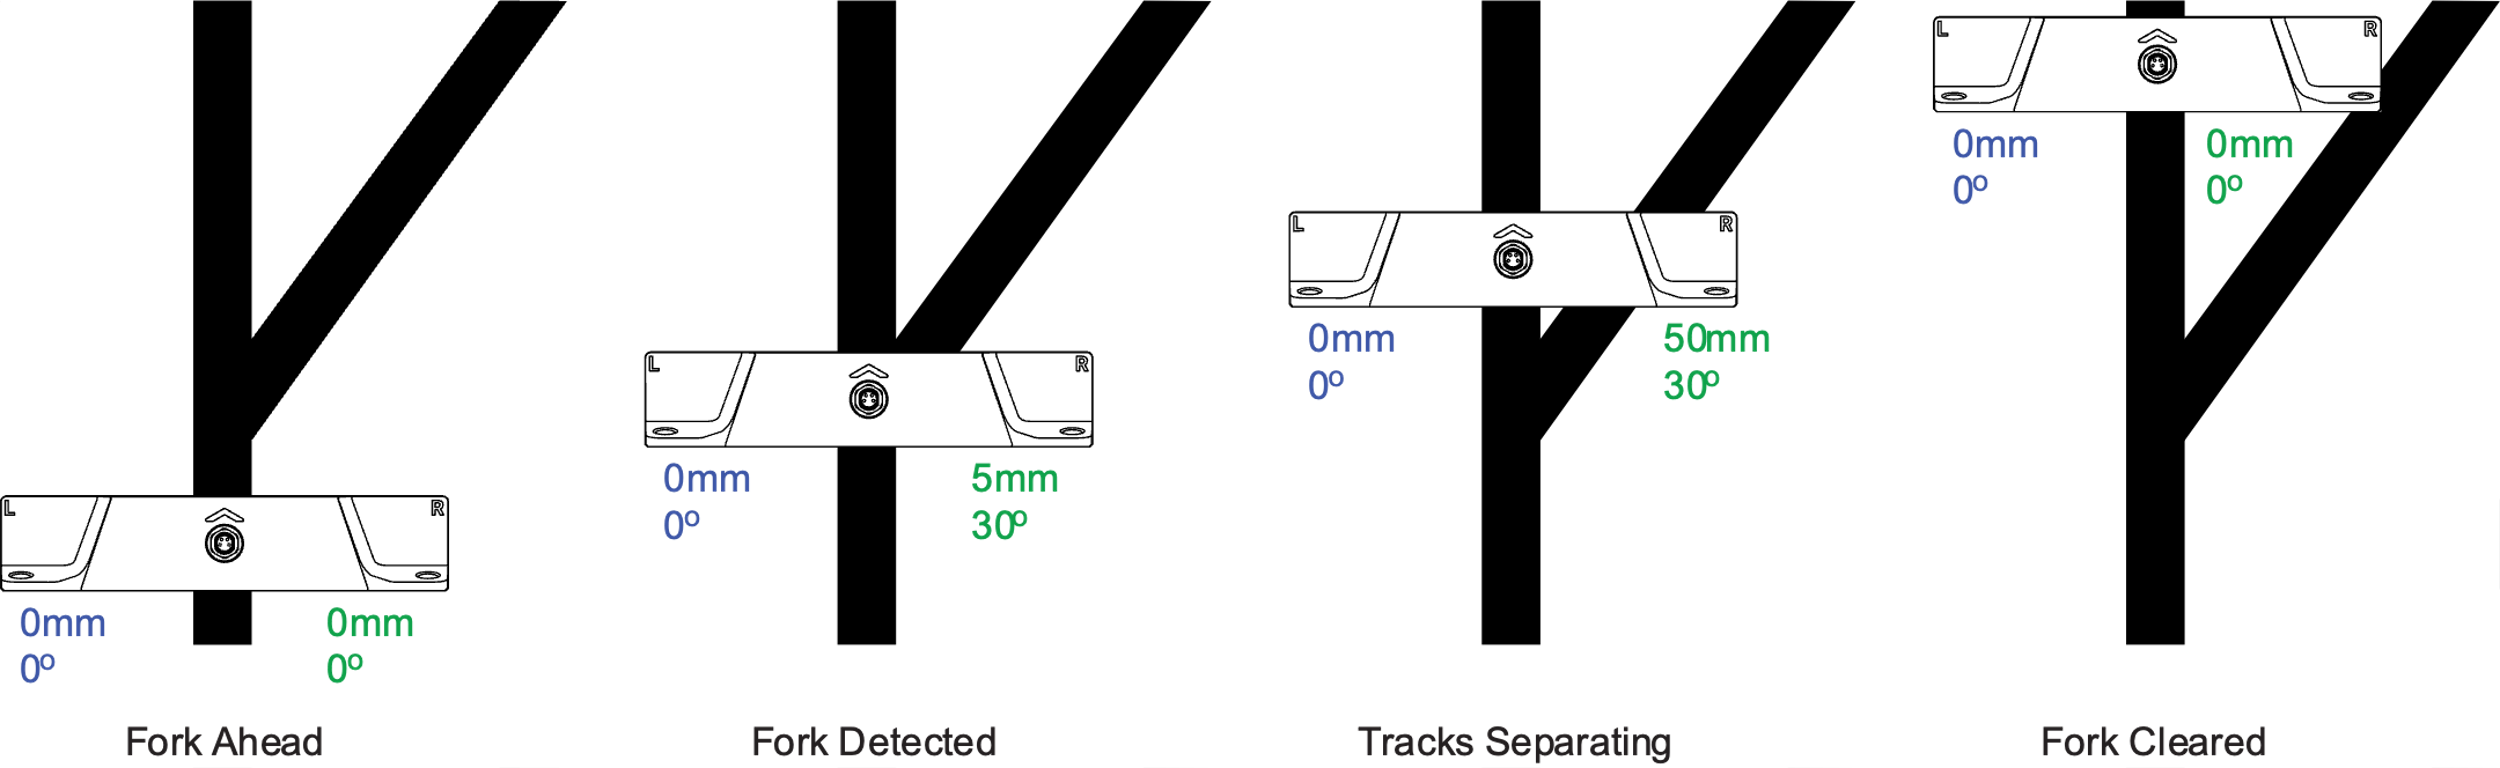 L R
0mm 0mm
0º 0º
Fork Ahead
L R
0mm 5mm
0º 30º
Fork Detected
L R
0mm 50mm
0º 30º
Tracks Separating
L R
0mm 0mm
0º 0º
Fork Cleared